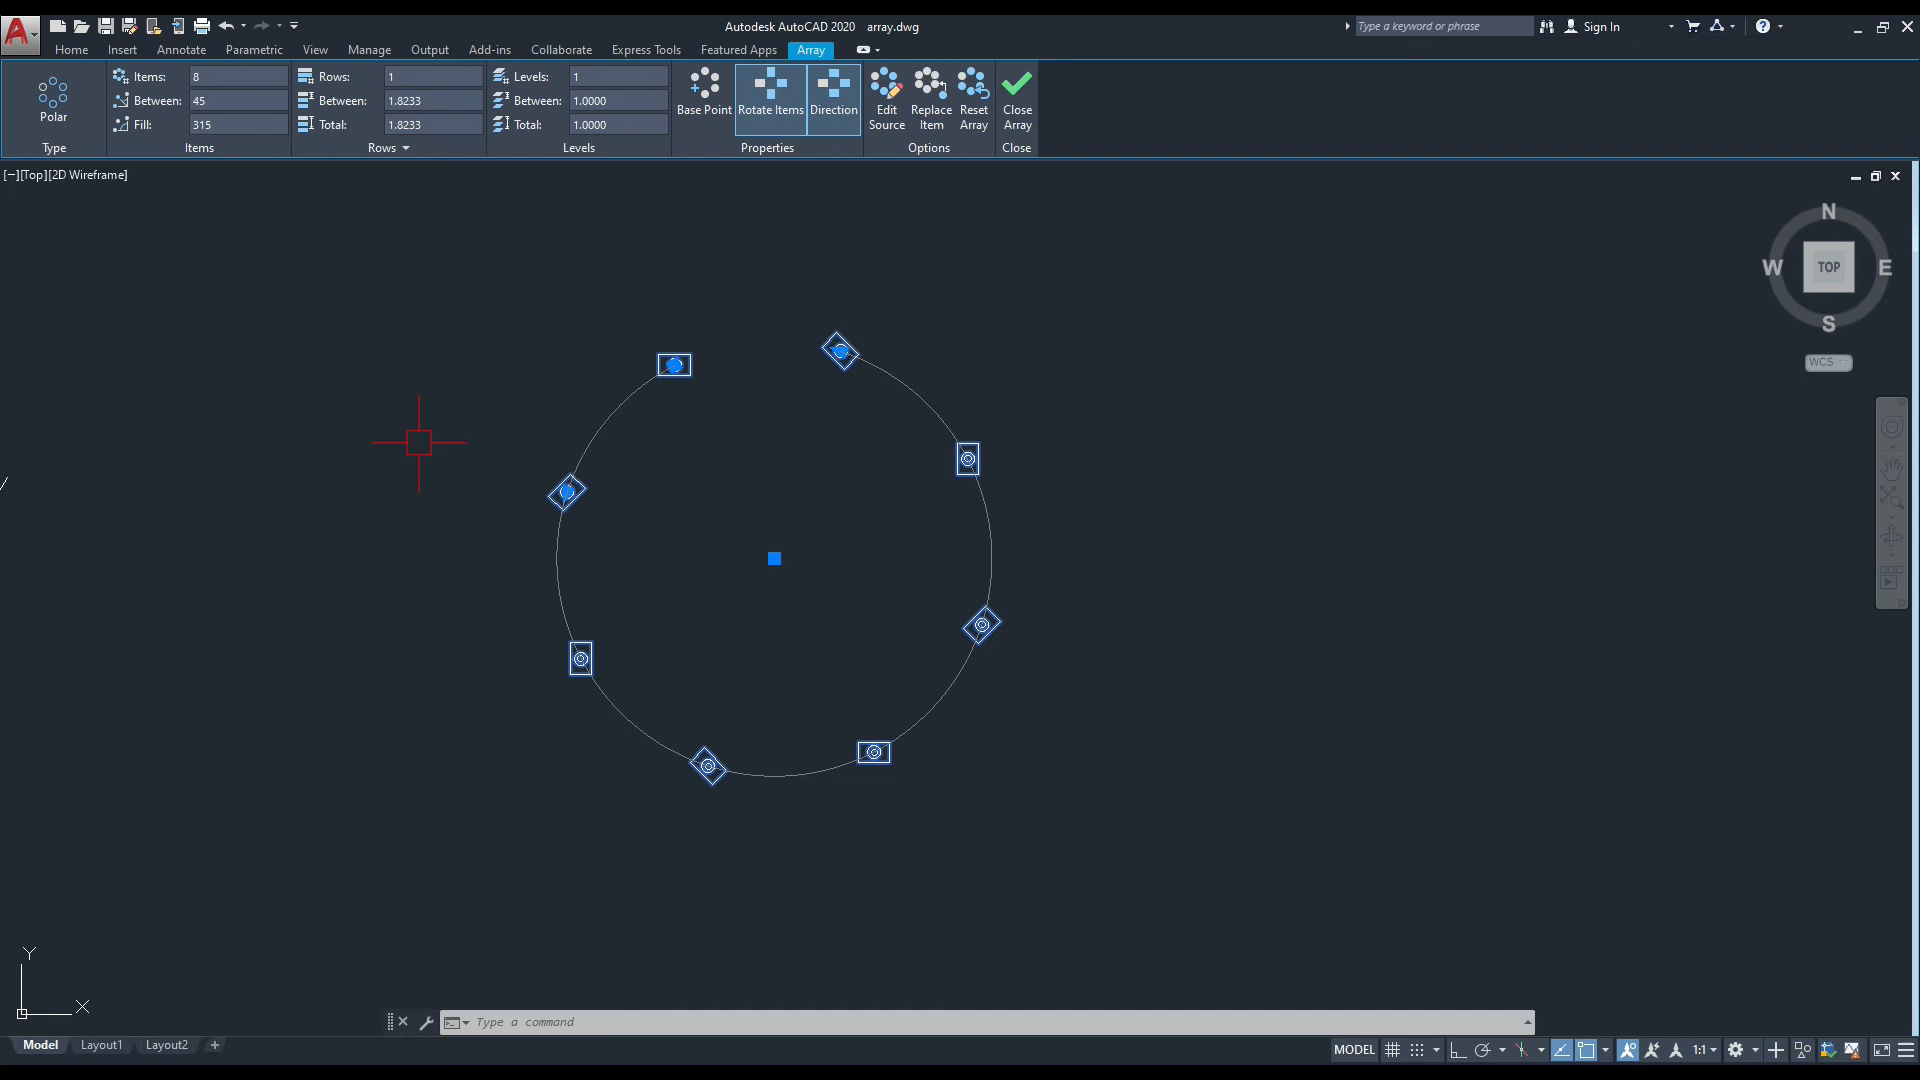 Autodesk AutoCAD 2020 array.dwg
Type a keyword or phrase
Sign In
Home Insert Annotate Parametric View Manage Output Add-ins Collaborate Express Tools Featured Apps Array
Items: 8 Rows: 1 Levels: 1
Between: 45 Between: 1.8233 Between: 1.0000
Fill: 315 Total: 1.8233 Total: 1.0000
Polar
Base Point Rotate Items Direction
Edit Source
Replace Item
Reset Array
Close Array
Type Items Rows Levels Properties Options Close
[−][Top][2D Wireframe]
N
W TOP E
S
WCS
Y
X
Type a command
Model Layout1 Layout2 +
MODEL 1:1